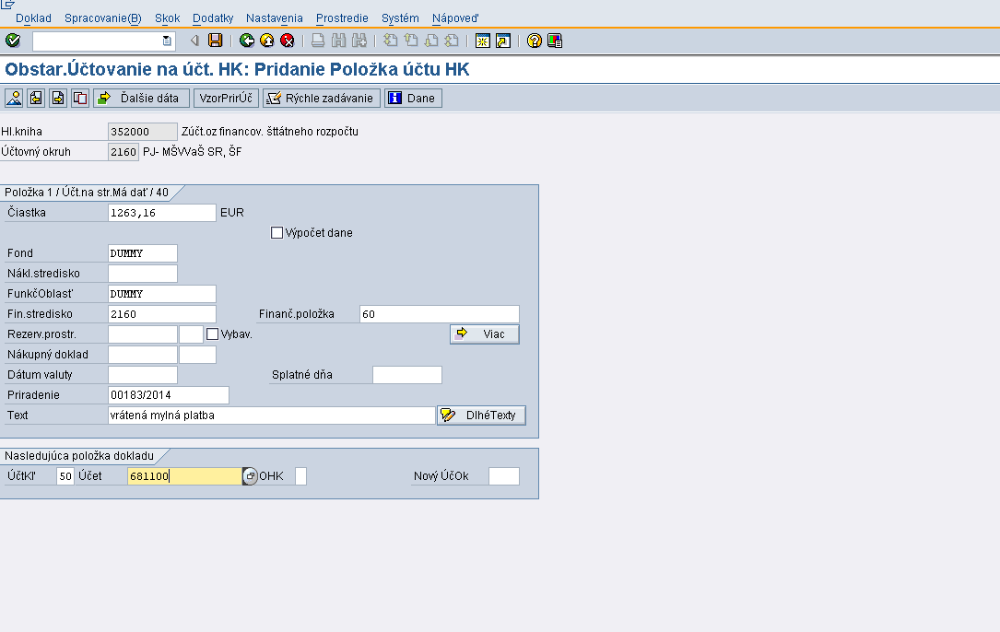 Doklad Spracovanie(B) Skok Dodatky Nastavenia Prostredie Systém Nápoveď
Obstar.Účtovanie na účt. HK: Pridanie Položka účtu HK
Ďalšie dáta VzorPrirÚč Rýchle zadávanie Dane
Hl.kniha 352000 Zúčt.oz financov. šttátneho rozpočtu
Účtovný okruh 2160 PJ- MŠVVaŠ SR, ŠF
Položka 1 / Účt.na str.Má dať / 40
Čiastka 1263,16 EUR
Výpočet dane
Fond DUMMY
Nákl.stredisko
FunkčOblasť DUMMY
Fin.stredisko 2160 Finanč.položka 60
Rezerv.prostr. Vybav. Viac
Nákupný doklad
Dátum valuty Splatné dňa
Priradenie 00183/2014
Text vrátená mylná platba DlhéTexty
Nasledujúca položka dokladu
ÚčtKľ 50 Účet 681100 OHK Nový ÚčOk